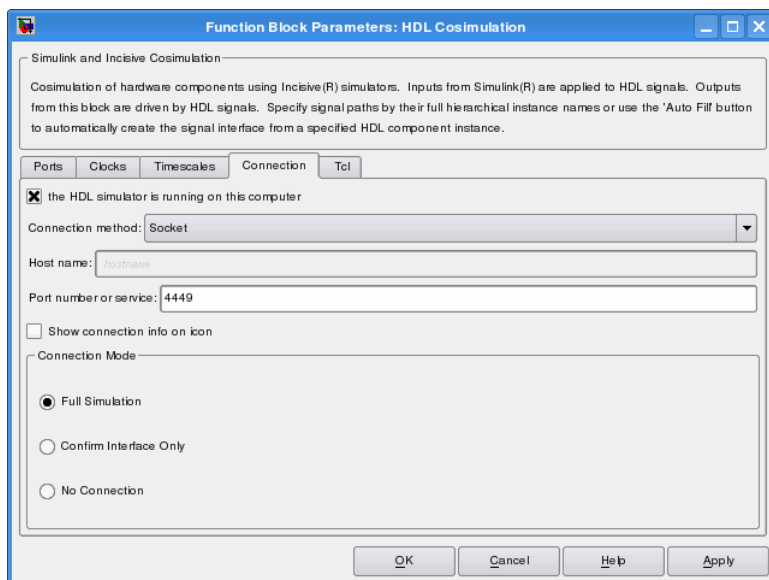 Function Block Parameters: HDL Cosimulation
Simulink and Incisive Cosimulation
Cosimulation of hardware components using Incisive(R) simulators. Inputs from Simulink(R) are applied to HDL signals. Outputs
from this block are driven by HDL signals. Specify signal paths by their full hierarchical instance names or use the 'Auto Fill' button
to automatically create the signal interface from a specified HDL component instance.
Ports Clocks Timescales Connection Tcl
the HDL simulator is running on this computer
Connection method: Socket
Host name: hostname
Port number or service: 4449
Show connection info on icon
Connection Mode
Full Simulation
Confirm Interface Only
No Connection
OK Cancel Help Apply